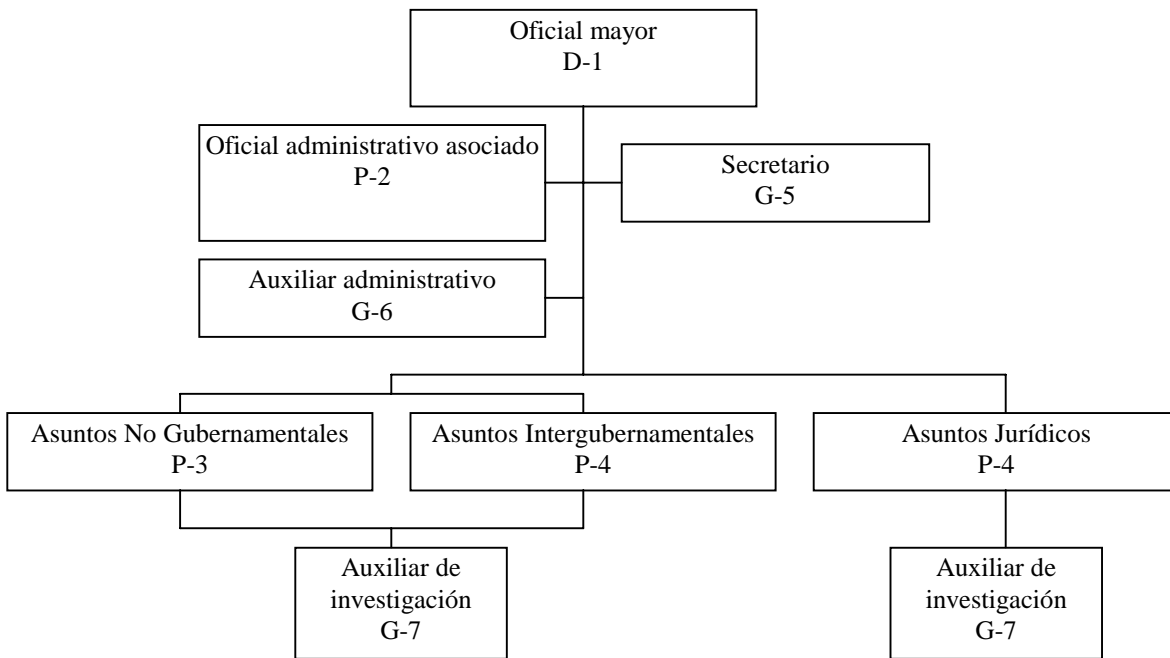 Oficial mayor
D-1
Oficial administrativo asociado
P-2
Secretario
G-5
Auxiliar administrativo
G-6
Asuntos No Gubernamentales
P-3
Asuntos Intergubernamentales
P-4
Asuntos Jurídicos
P-4
Auxiliar de
investigación
G-7
Auxiliar de
investigación
G-7